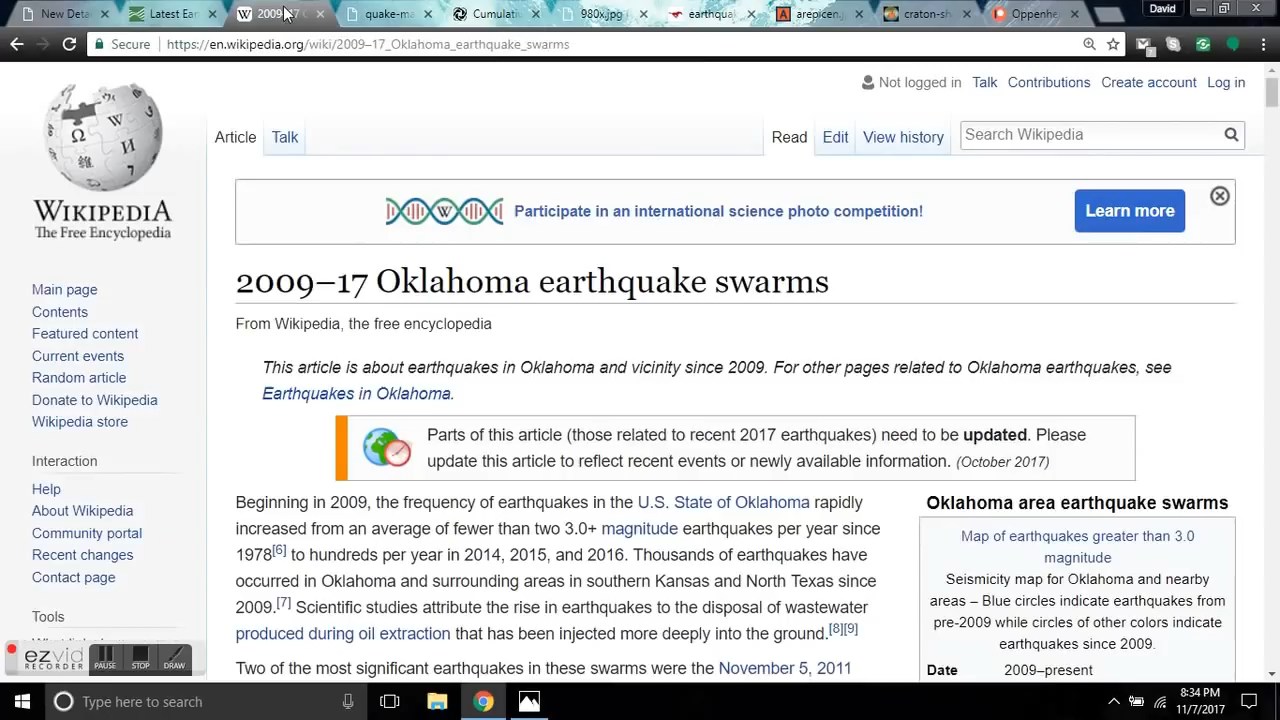 New Deta
Latest Ear
2009
quake-ma
Cumulati
980x.jpg
earthqua
arepicen
craton-s
Oppenhe
David
Secure
https://en.wikipedia.org/wiki/2009–17_Oklahoma_earthquake_swarms
Not logged in Talk Contributions Create account Log in
Article Talk Read Edit View history Search Wikipedia
WIKIPEDIA
The Free Encyclopedia
Participate in an international science photo competition! Learn more
2009–17 Oklahoma earthquake swarms
From Wikipedia, the free encyclopedia
This article is about earthquakes in Oklahoma and vicinity since 2009. For other pages related to Oklahoma earthquakes, see
Earthquakes in Oklahoma.
Parts of this article (those related to recent 2017 earthquakes) need to be updated. Please
update this article to reflect recent events or newly available information. (October 2017)
Beginning in 2009, the frequency of earthquakes in the U.S. State of Oklahoma rapidly
increased from an average of fewer than two 3.0+ magnitude earthquakes per year since
1978[6] to hundreds per year in 2014, 2015, and 2016. Thousands of earthquakes have
occurred in Oklahoma and surrounding areas in southern Kansas and North Texas since
2009.[7] Scientific studies attribute the rise in earthquakes to the disposal of wastewater
produced during oil extraction that has been injected more deeply into the ground.[8][9]
Two of the most significant earthquakes in these swarms were the November 5, 2011
Oklahoma area earthquake swarms
Map of earthquakes greater than 3.0
magnitude
Seismicity map for Oklahoma and nearby
areas – Blue circles indicate earthquakes from
pre-2009 while circles of other colors indicate
earthquakes since 2009.
Date 2009–present
Main page
Contents
Featured content
Current events
Random article
Donate to Wikipedia
Wikipedia store
Interaction
Help
About Wikipedia
Community portal
Recent changes
Contact page
Tools
ezvid
RECORDER
PAUSE STOP DRAW
Type here to search
8:34 PM
11/7/2017